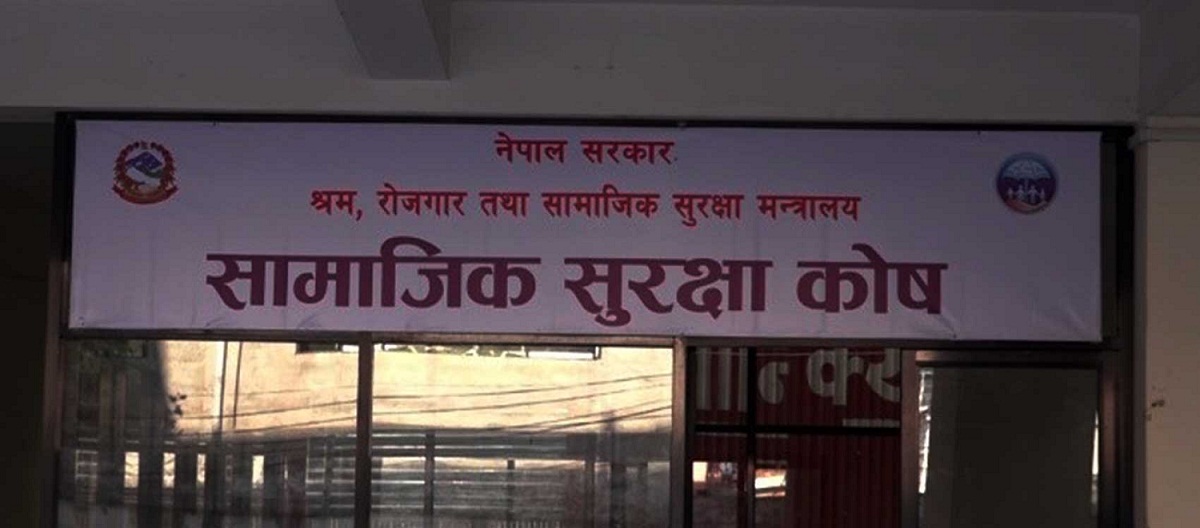 नेपाल सरकार
श्रम, रोजगार तथा सामाजिक सुरक्षा मन्त्रालय
सामाजिक सुरक्षा कोष